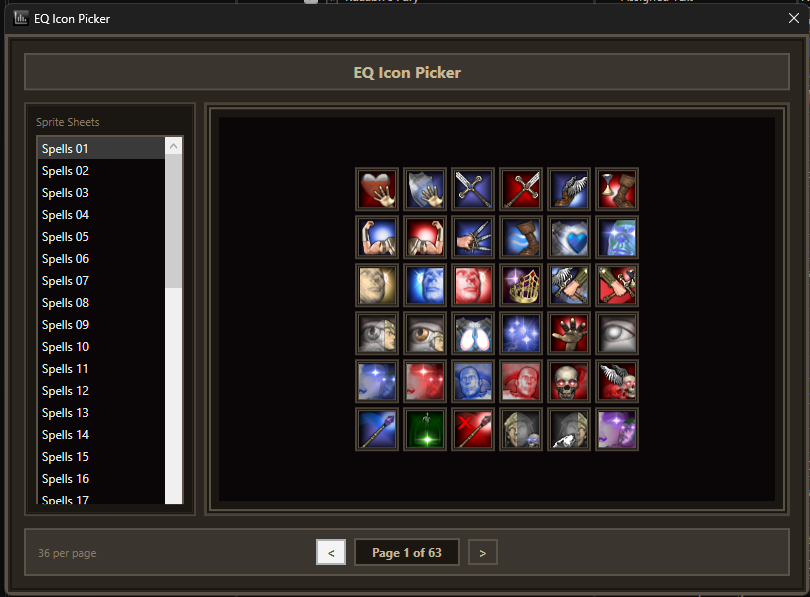 EQ Icon Picker
EQ Icon Picker
Sprite Sheets
Spells 01
Spells 02
Spells 03
Spells 04
Spells 05
Spells 06
Spells 07
Spells 08
Spells 09
Spells 10
Spells 11
Spells 12
Spells 13
Spells 14
Spells 15
Spells 16
Spells 17
36 per page
<
Page 1 of 63
>